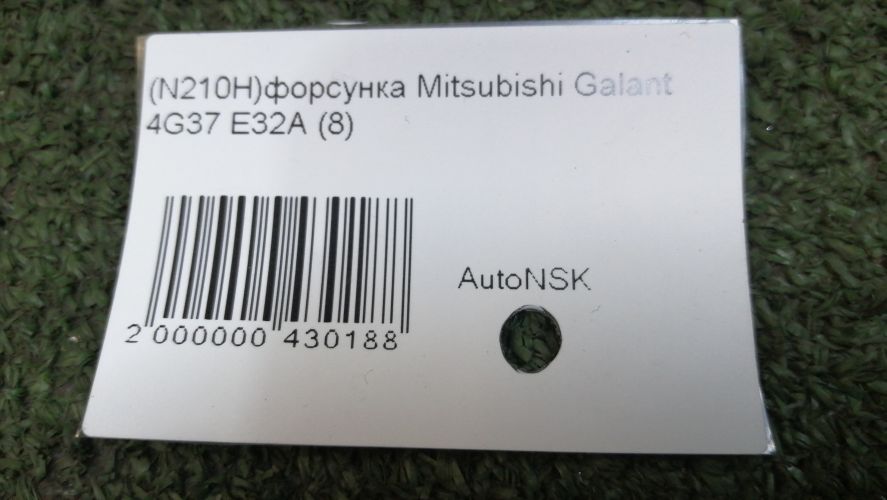 (N210H)форсунка Mitsubishi Galant
4G37 E32A (8)
AutoNSK
2 000000 430188